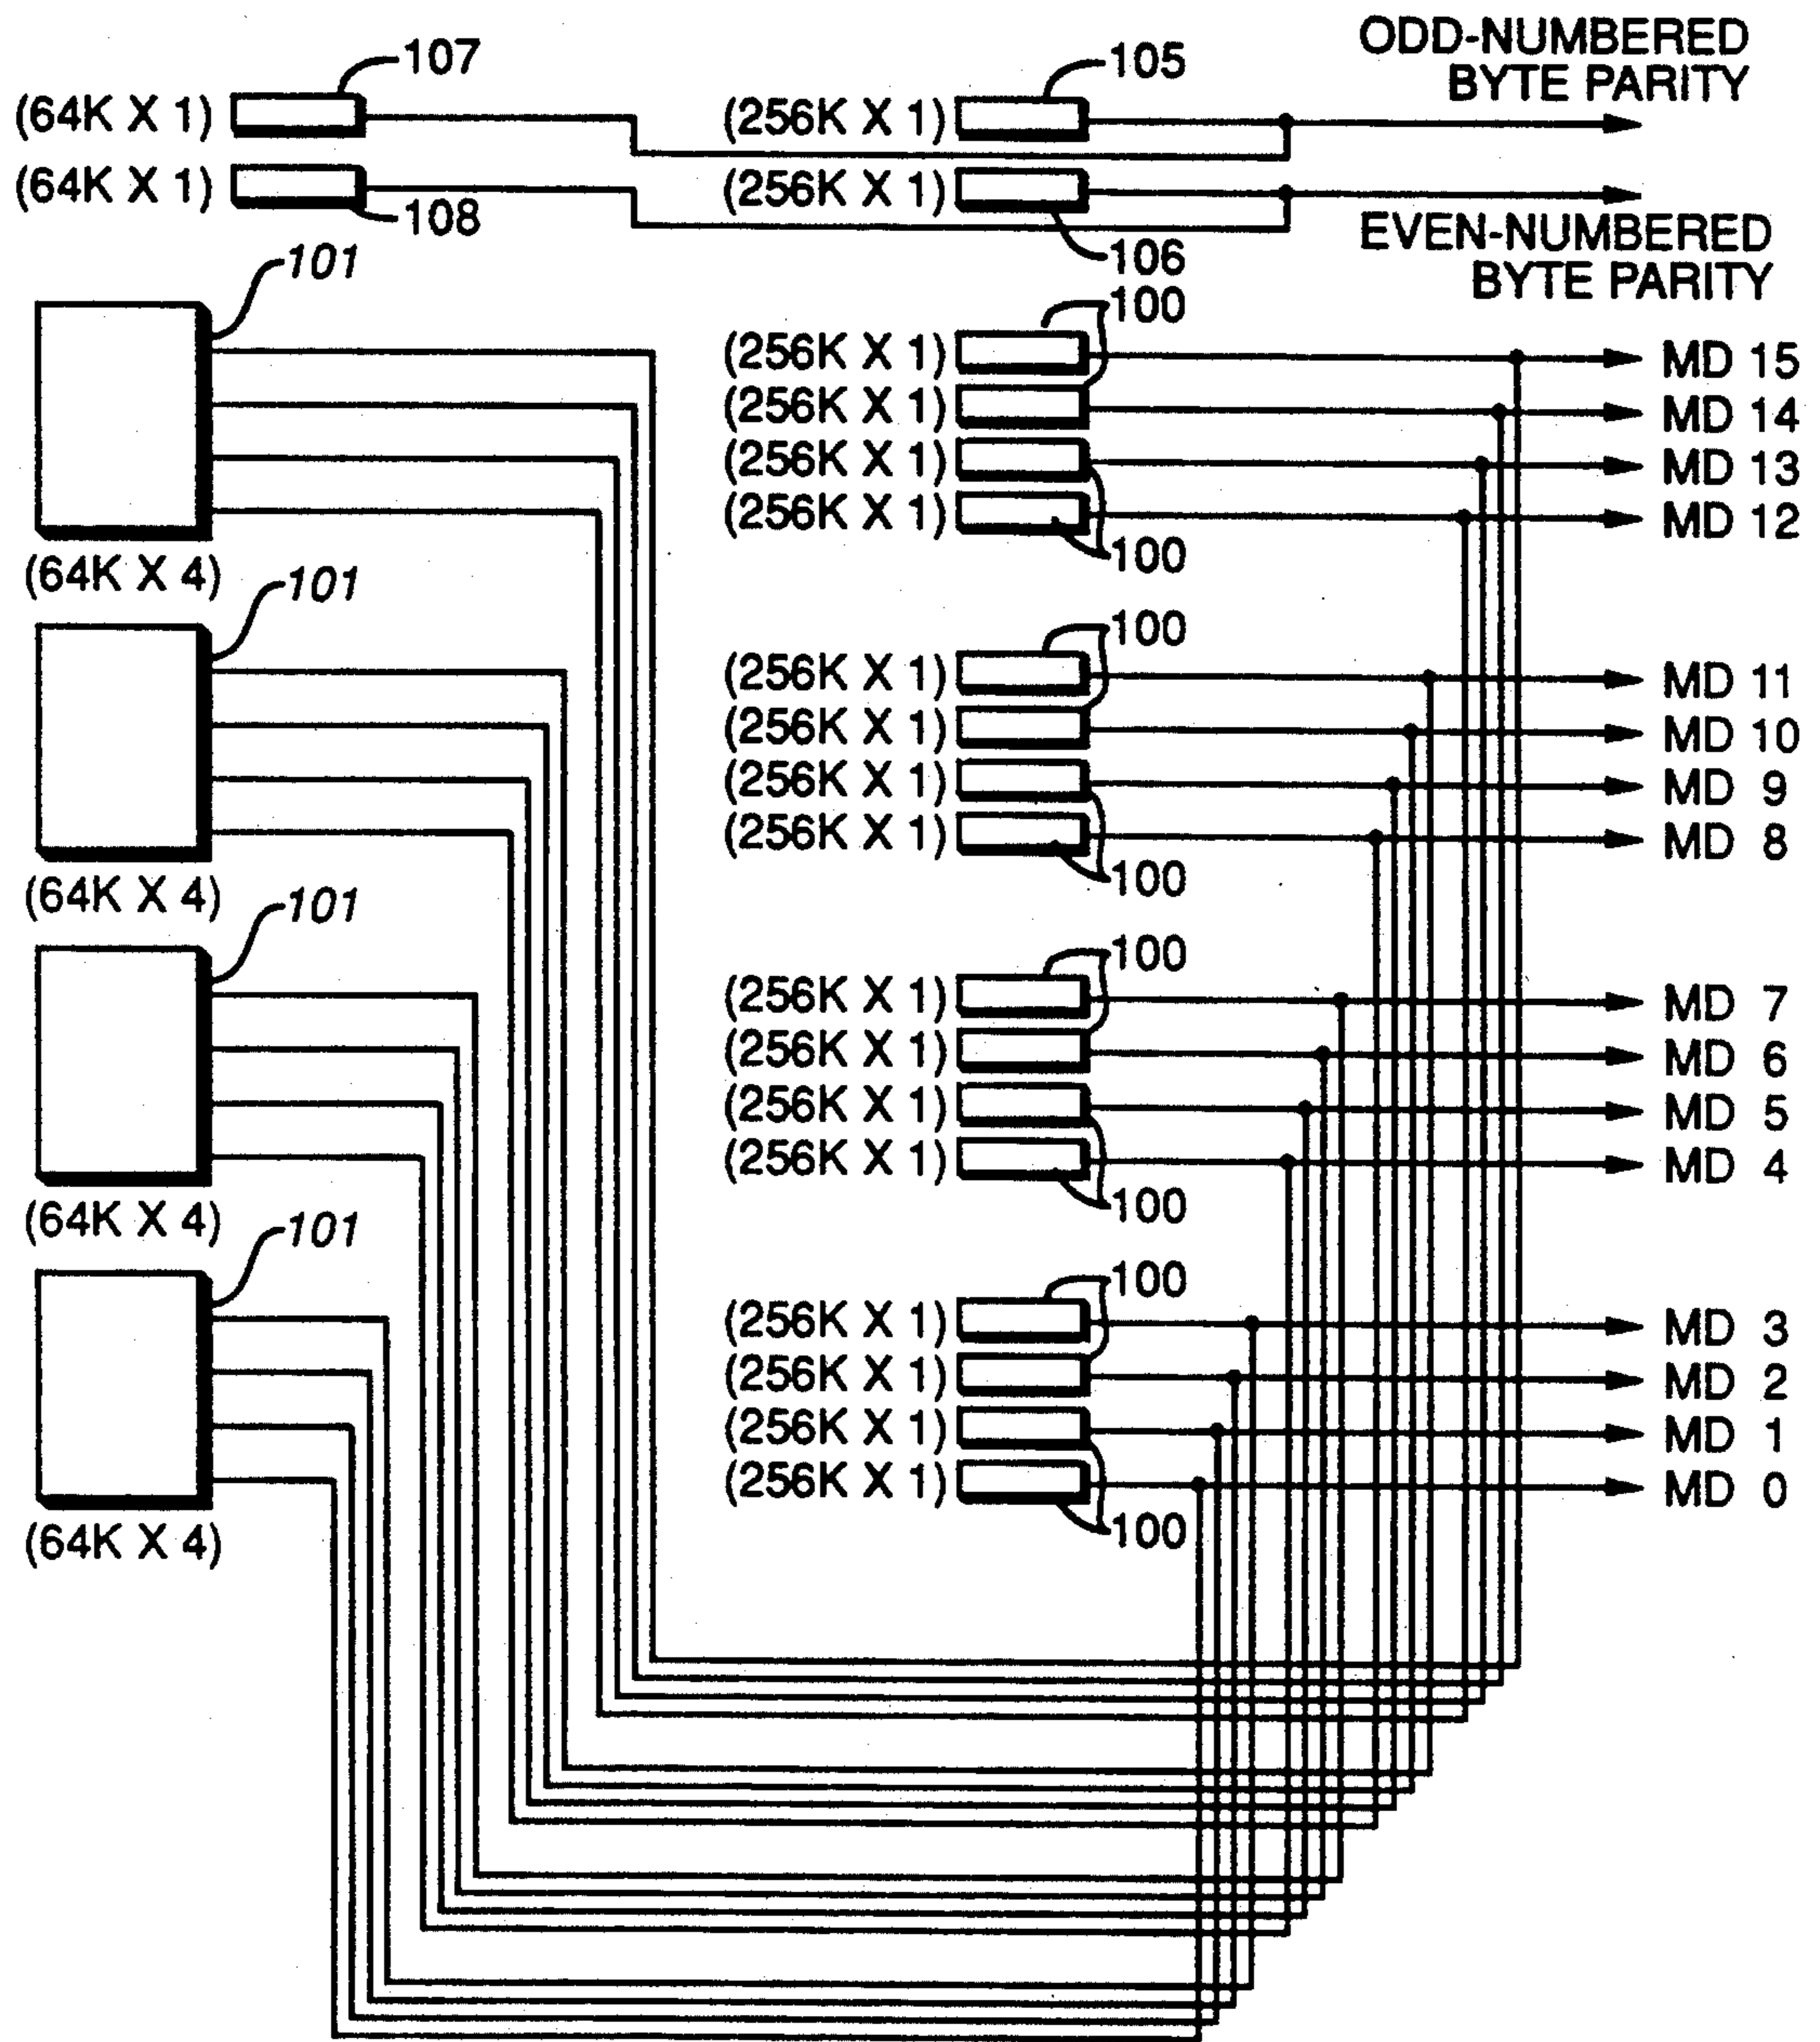 ODD-NUMBERED
BYTE PARITY
107
105
(64K X 1)
(256K X 1)
(64K X 1)
(256K X 1)
108
106
EVEN-NUMBERED
BYTE PARITY
101
100
(256K X 1)
MD 15
(256K X 1)
MD 14
(256K X 1)
MD 13
(256K X 1)
MD 12
100
(64K X 4)
101
100
(256K X 1)
MD 11
(256K X 1)
MD 10
(256K X 1)
MD 9
(256K X 1)
MD 8
100
(64K X 4)
101
100
(256K X 1)
MD 7
(256K X 1)
MD 6
(256K X 1)
MD 5
(256K X 1)
MD 4
100
(64K X 4)
101
100
(256K X 1)
MD 3
(256K X 1)
MD 2
(256K X 1)
MD 1
(256K X 1)
MD 0
100
(64K X 4)